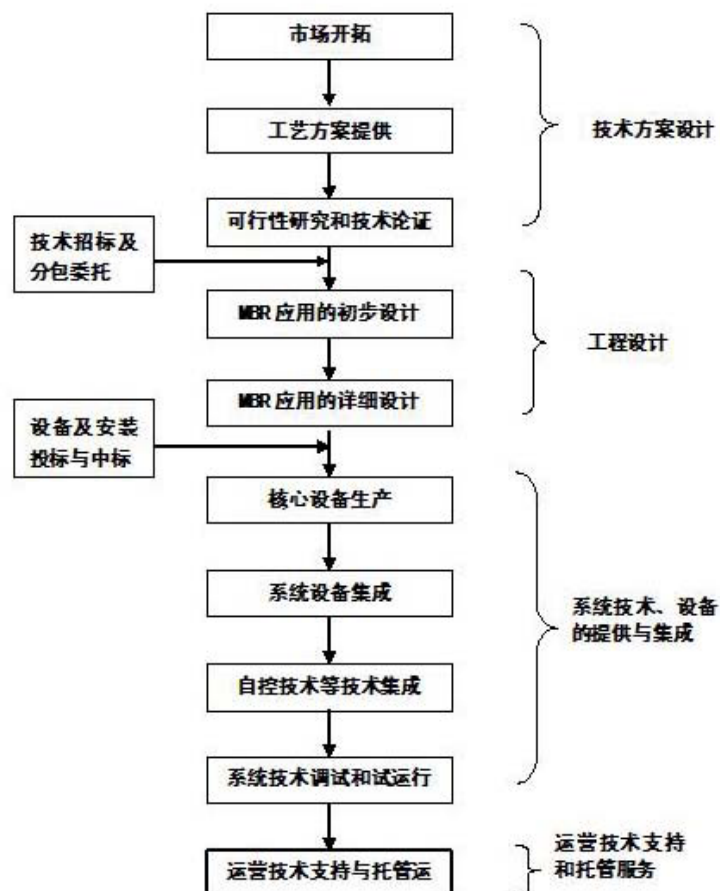 市场开拓
工艺方案提供
技术方案设计
可行性研究和技术论证
技术招标及
分包委托
MBR 应用的初步设计
工程设计
MBR 应用的详细设计
设备及安装
投标与中标
核心设备生产
系统设备集成
系统技术、设备
的提供与集成
自控技术等技术集成
系统技术调试和试运行
运营技术支持与托管运
运营技术支持
和托管服务